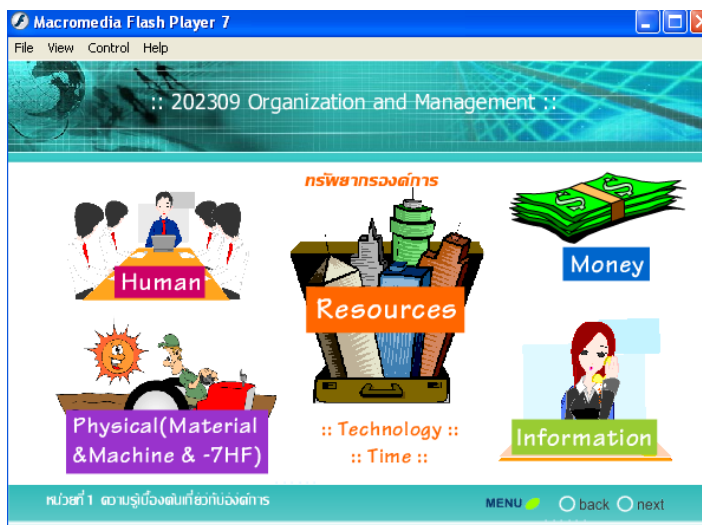 Macromedia Flash Player 7
File View Control Help
:: 202309 Organization and Management ::
ทรัพยากรองค์การ
Human
Resources
Money
Physical(Material
&Machine & -7HF)
:: Technology ::
:: Time ::
Information
หน่วยที่ 1 ความรู้เบื้องต้นเกี่ยวกับองค์การ
MENU back next